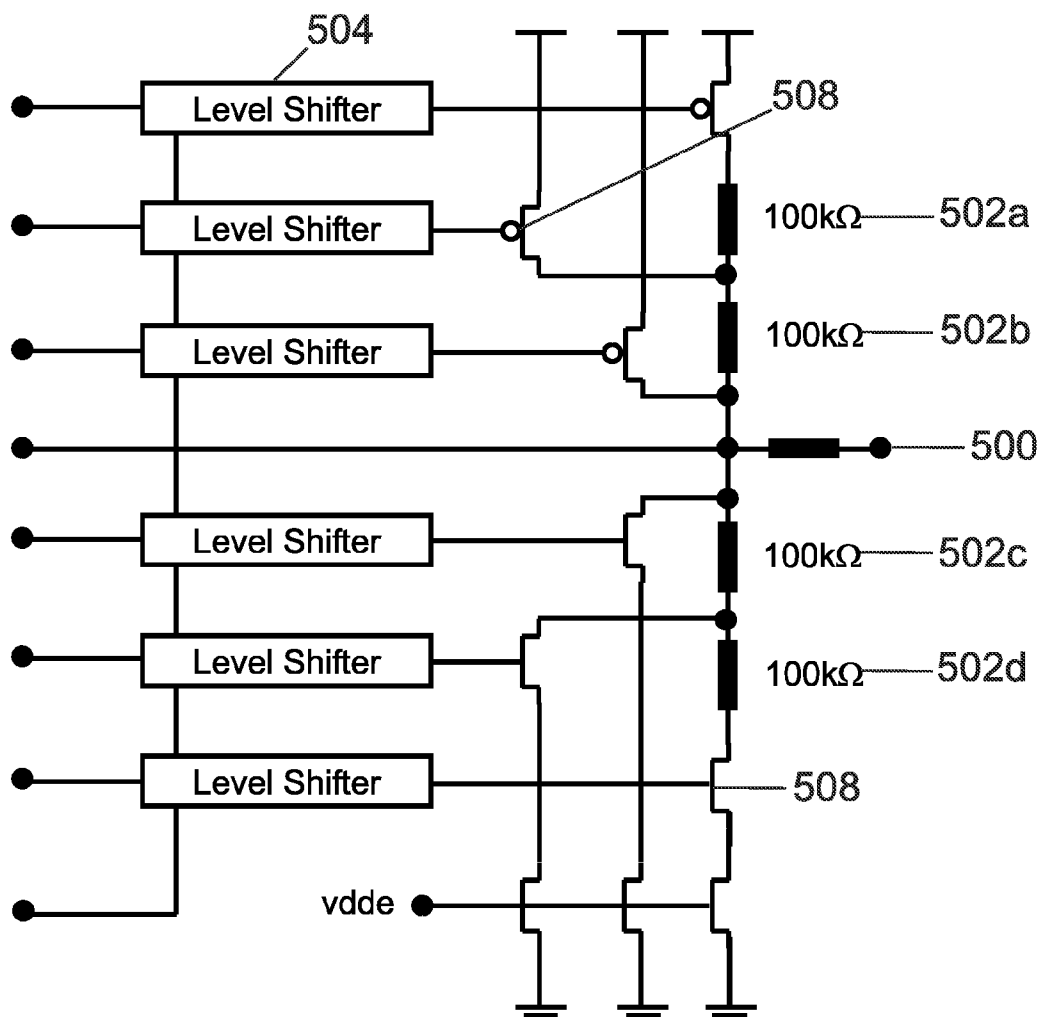 504
Level Shifter
508
Level Shifter
100kΩ
502a
Level Shifter
100kΩ
502b
500
Level Shifter
100kΩ
502c
Level Shifter
100kΩ
502d
Level Shifter
508
vdde